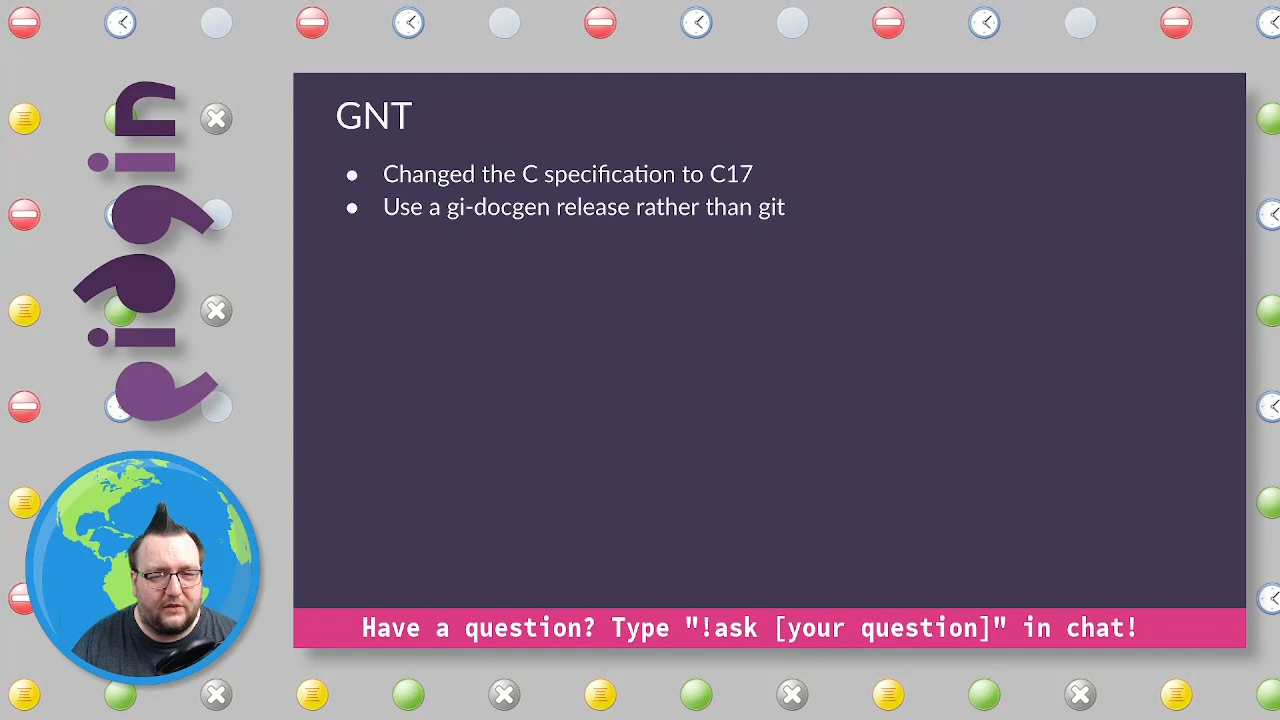 pidgin
GNT
● Changed the C specification to C17
● Use a gi-docgen release rather than git
Have a question? Type "!ask [your question]" in chat!